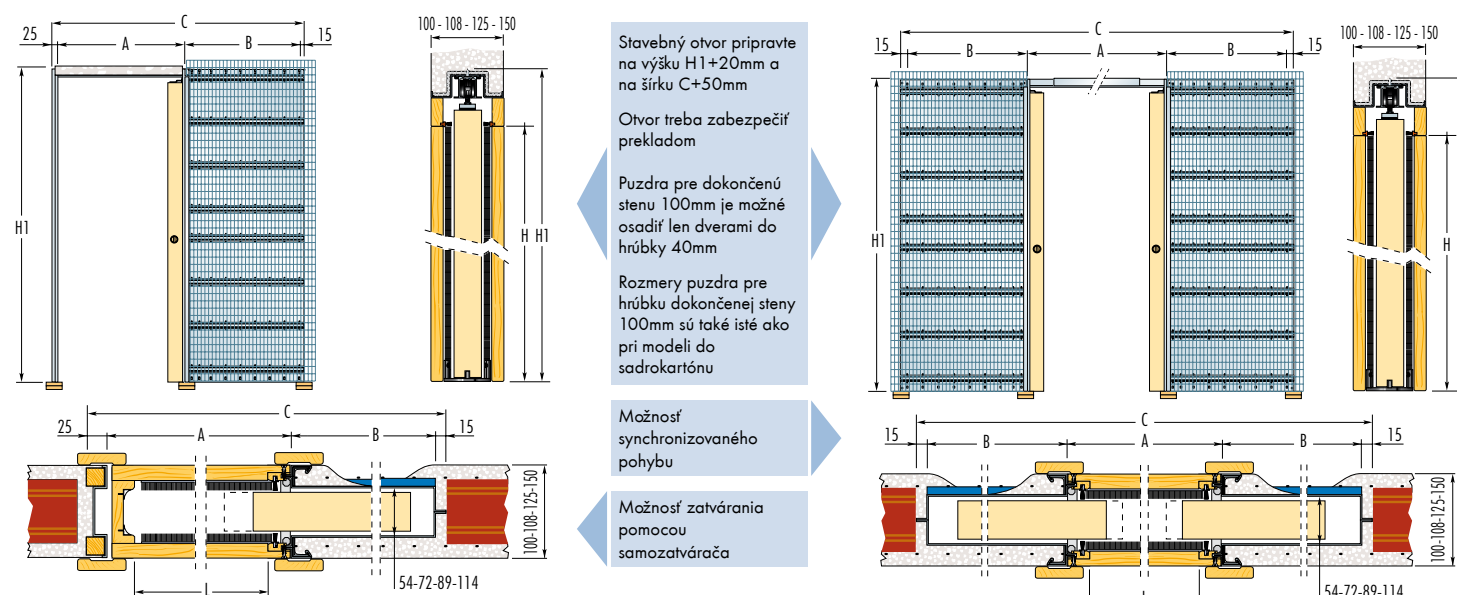 C
25
A
B
15
H1
100 - 108 - 125 - 150
H
H1
C
25
A
B
15
100-108-125-150
54-72-89-114
L
Stavebný otvor pripravte
na výšku H1+20mm a
na šírku C+50mm
Otvor treba zabezpečiť
prekladom
Puzdra pre dokončenú
stenu 100mm je možné
osadiť len dverami do
hrúbky 40mm
Rozmery puzdra pre
hrúbku dokončenej steny
100mm sú také isté ako
pri modeli do
sadrokartónu
Možnosť
synchronizovaného
pohybu
Možnosť zatvárania
pomocou
samozatvárača
C
15
B
A
B
15
H1
100 - 108 - 125 - 150
H
C
15
B
A
B
15
100-108-125-150
54-72-89-114